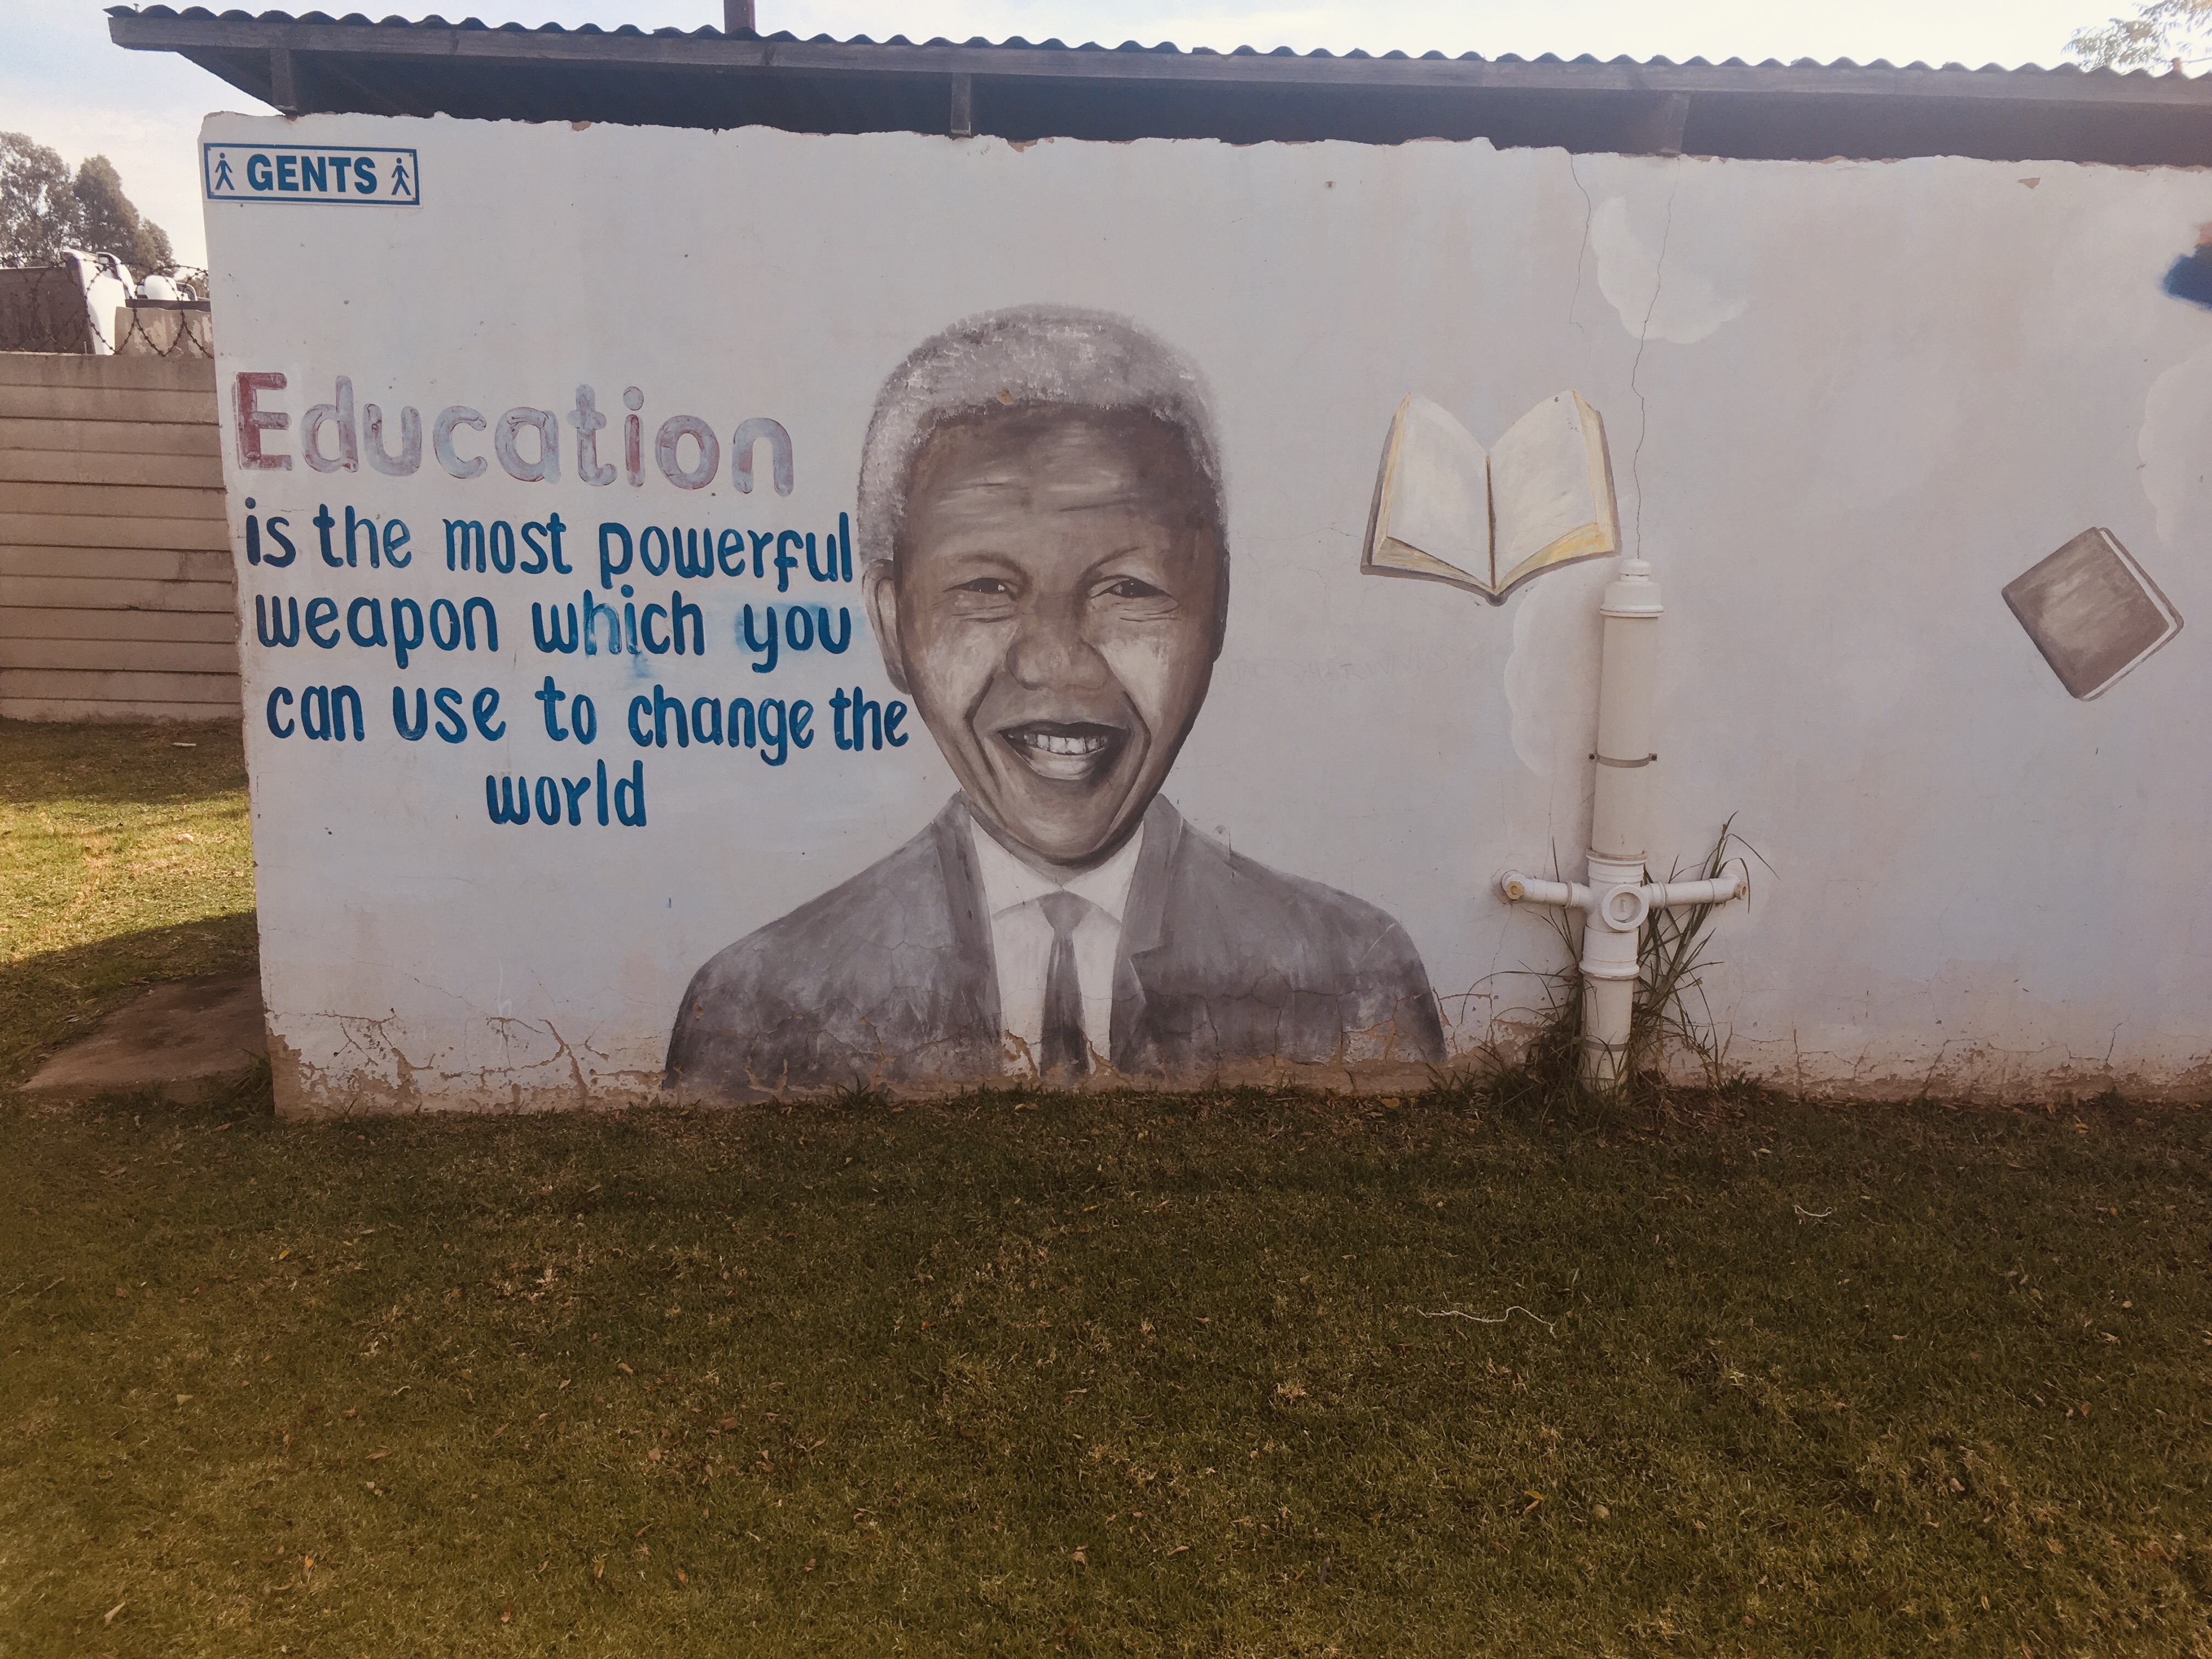 GENTS
Education
is the most powerful
weapon which you
can use to change the
world